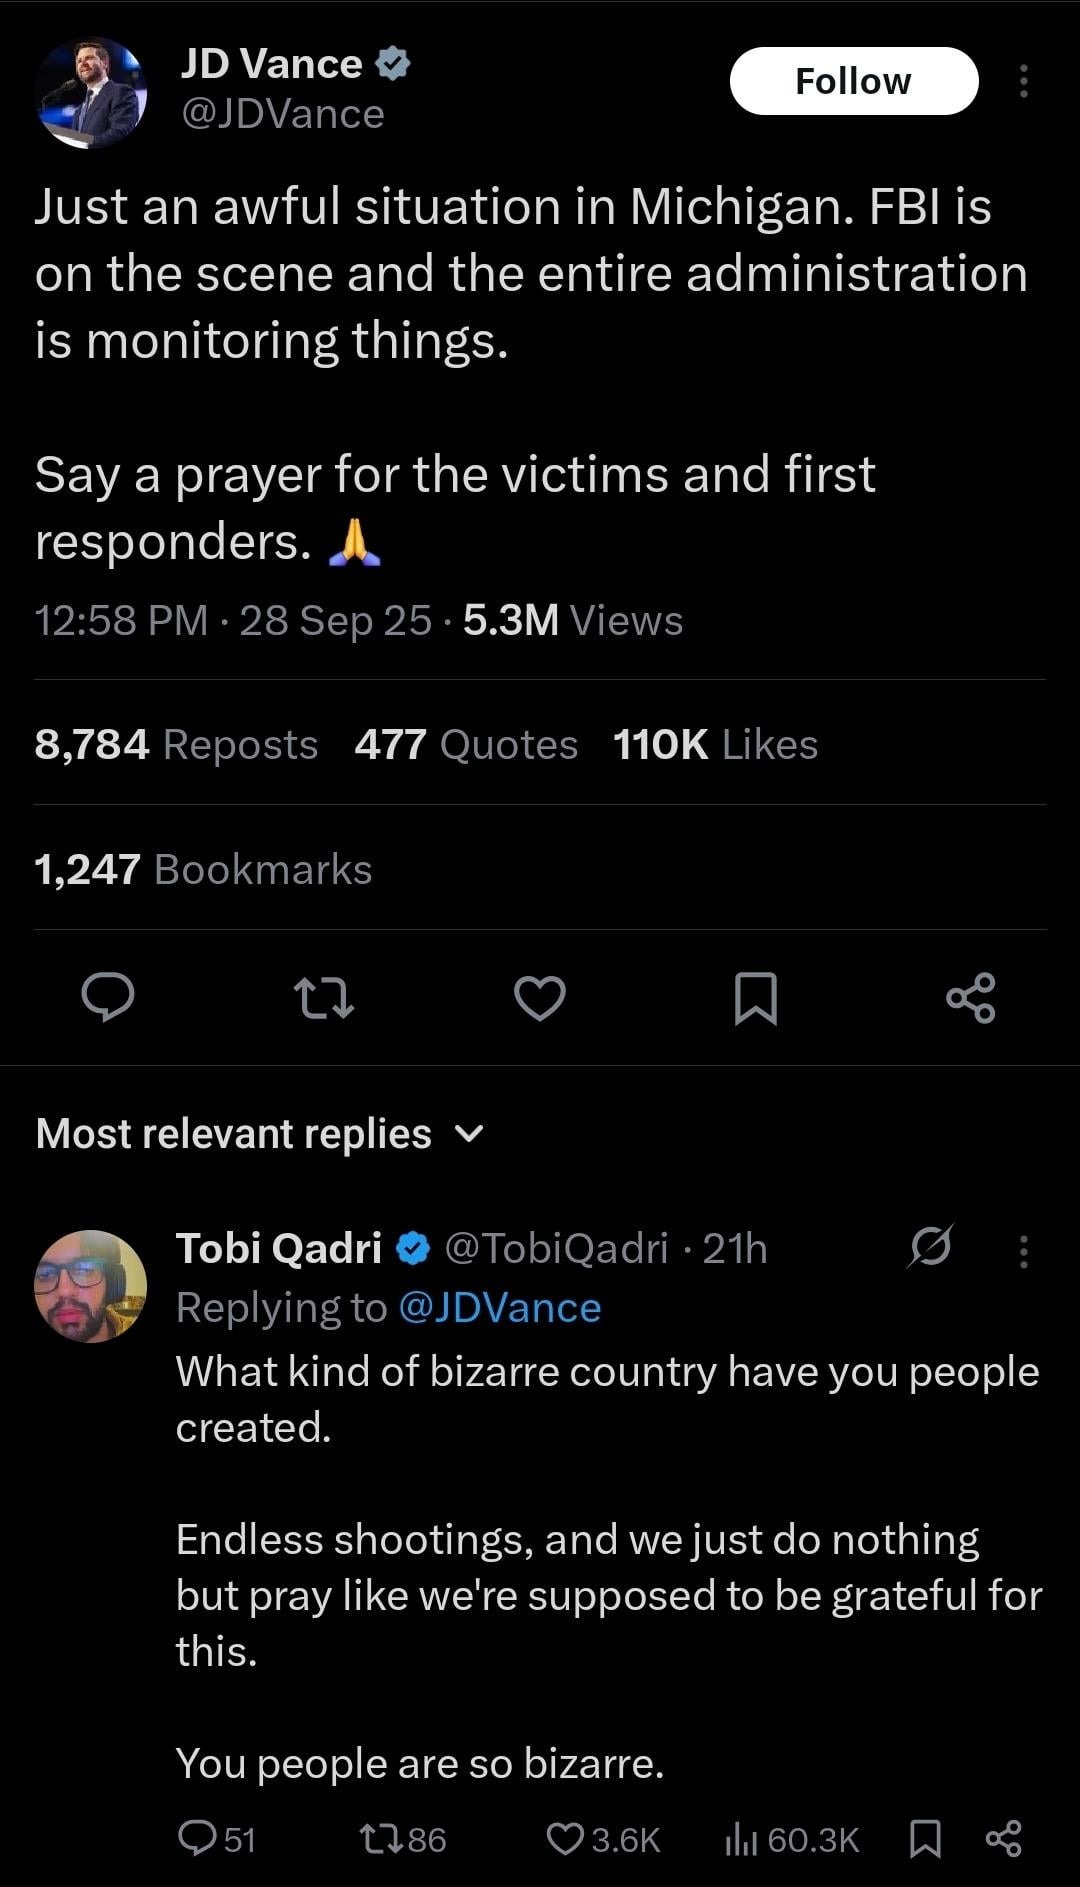 JD Vance
@JDVance
Follow
Just an awful situation in Michigan. FBI is
on the scene and the entire administration
is monitoring things.
Say a prayer for the victims and first
responders. 🙏
12:58 PM · 28 Sep 25 · 5.3M Views
8,784 Reposts 477 Quotes 110K Likes
1,247 Bookmarks
Most relevant replies
Tobi Qadri @TobiQadri · 21h
Replying to @JDVance
What kind of bizarre country have you people
created.
Endless shootings, and we just do nothing
but pray like we're supposed to be grateful for
this.
You people are so bizarre.
51 86 3.6K 60.3K